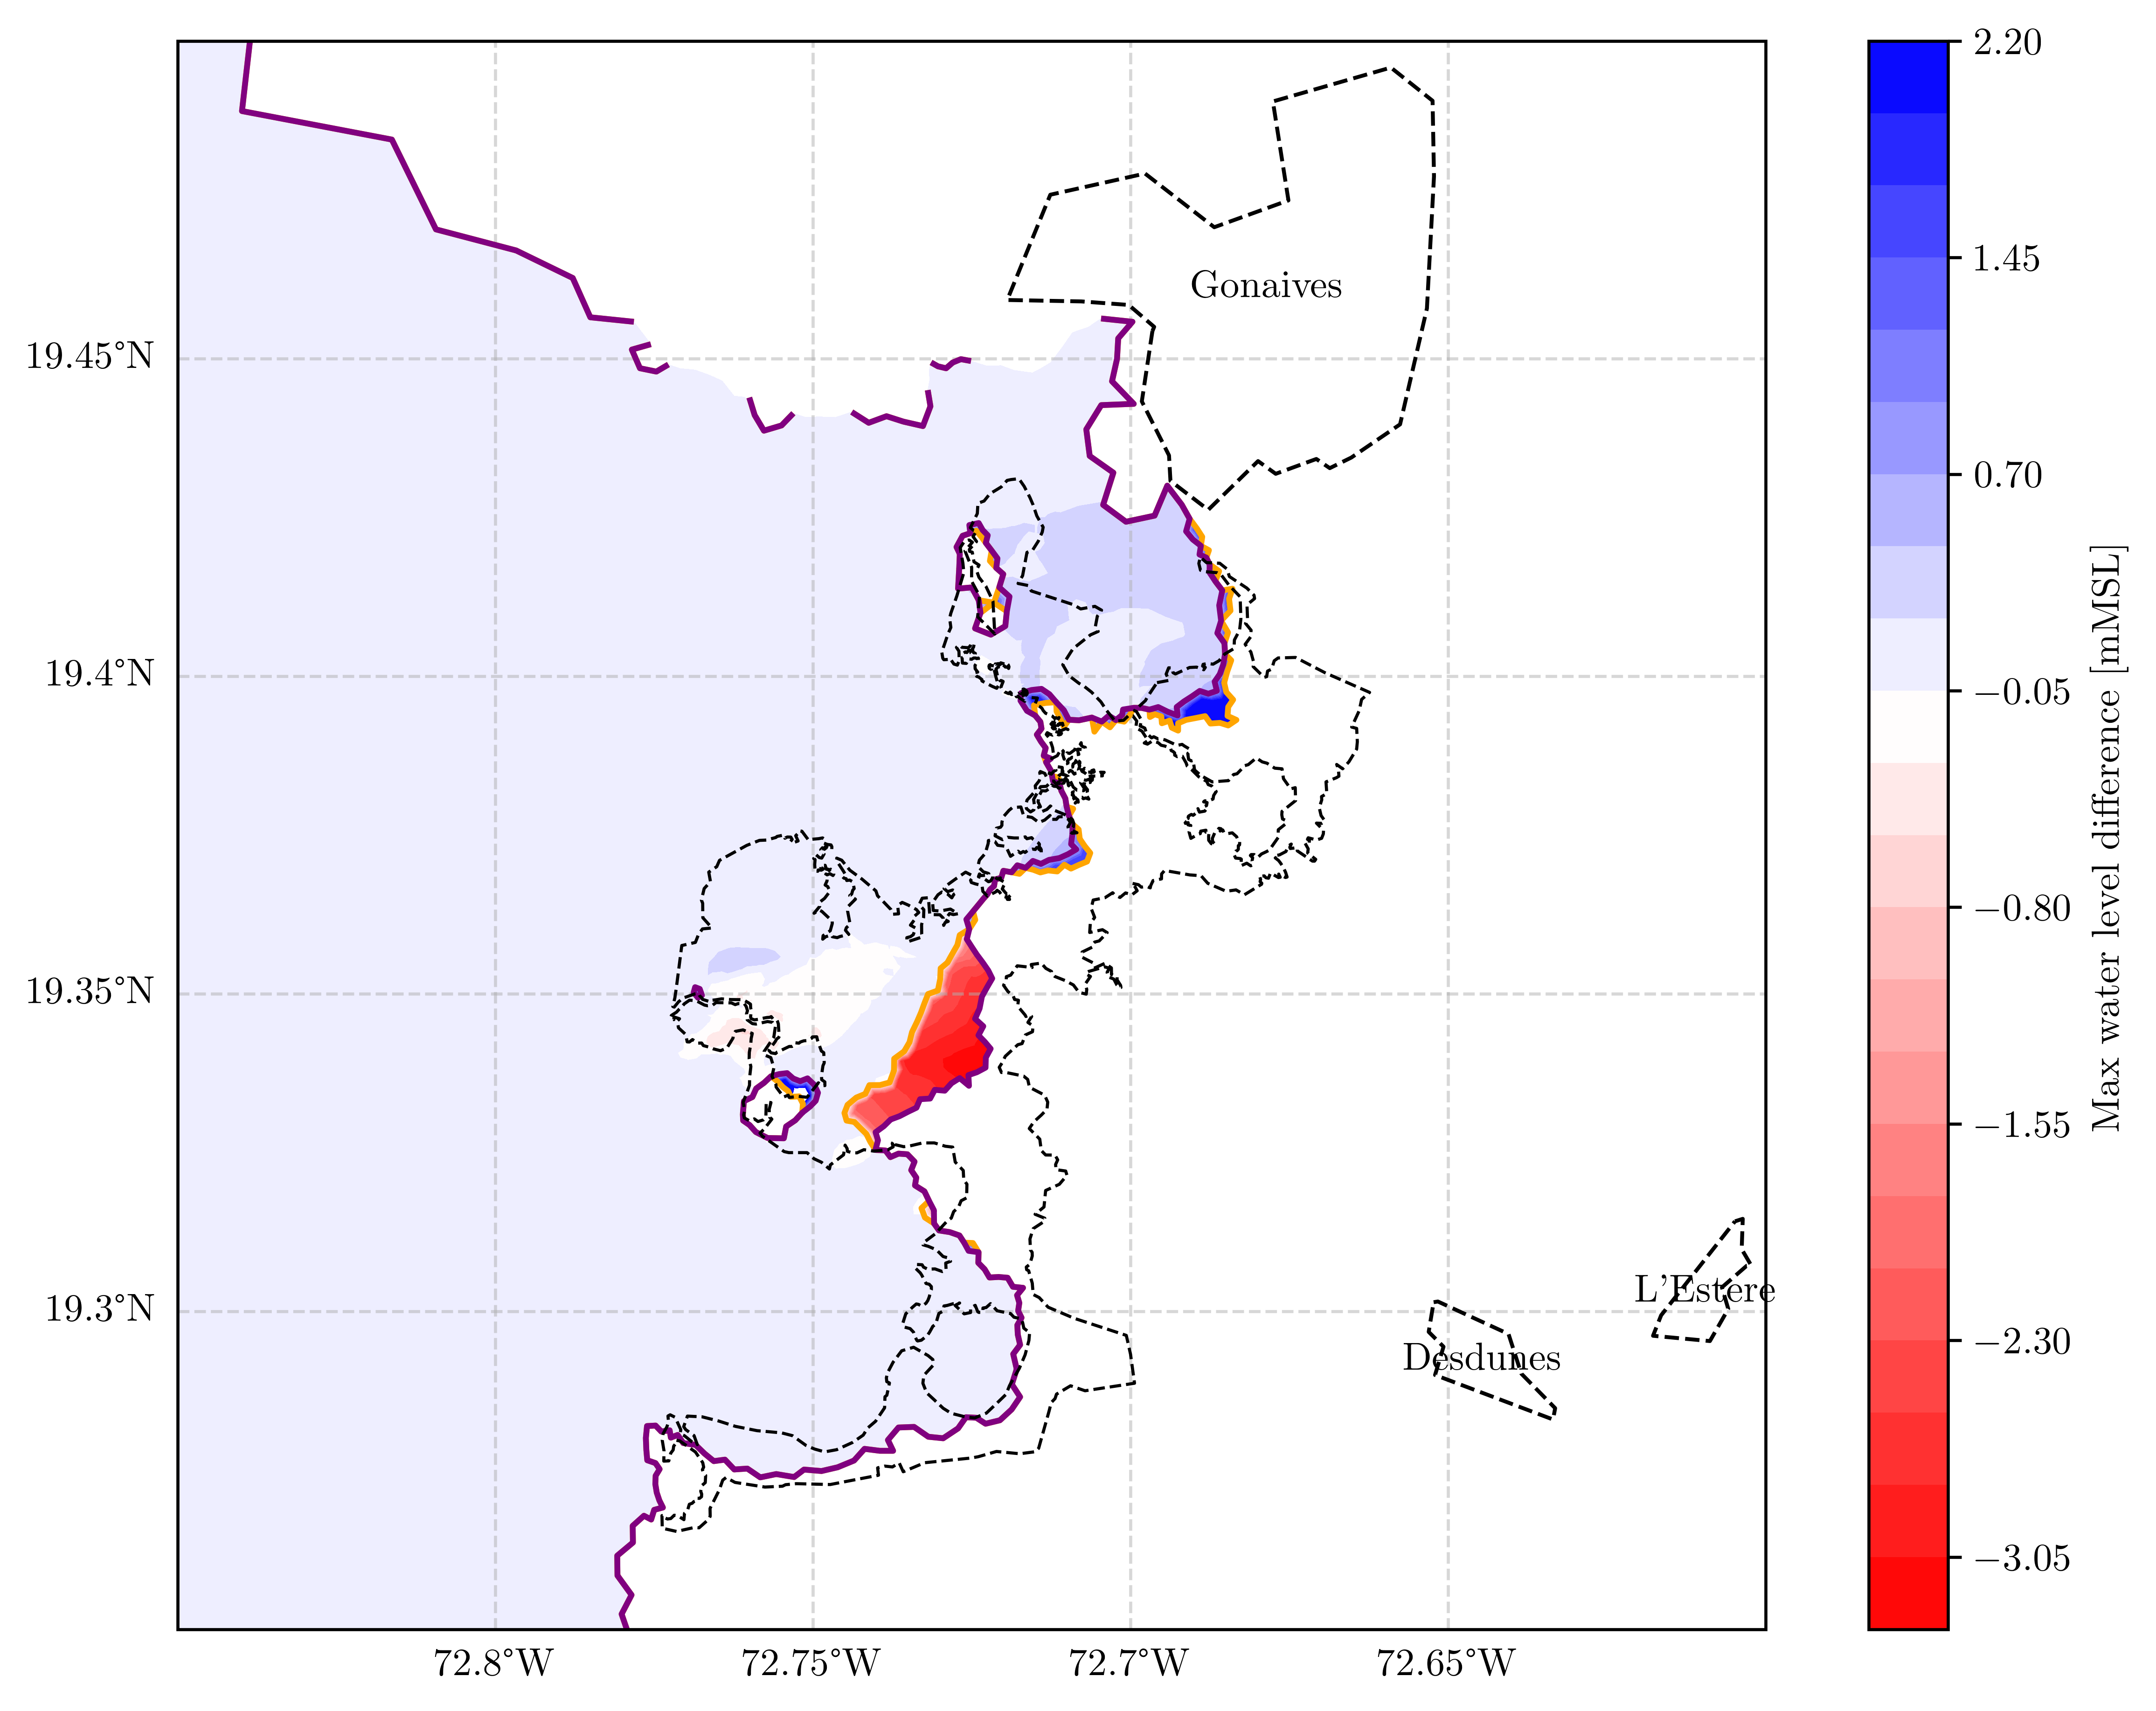 2.20
1.45
0.70
−0.05
−0.80
−1.55
−2.30
−3.05
Max water level difference [mMSL]
19.45°N
19.4°N
19.35°N
19.3°N
Gonaives
L'Estere
Desdunes
72.8°W
72.75°W
72.7°W
72.65°W